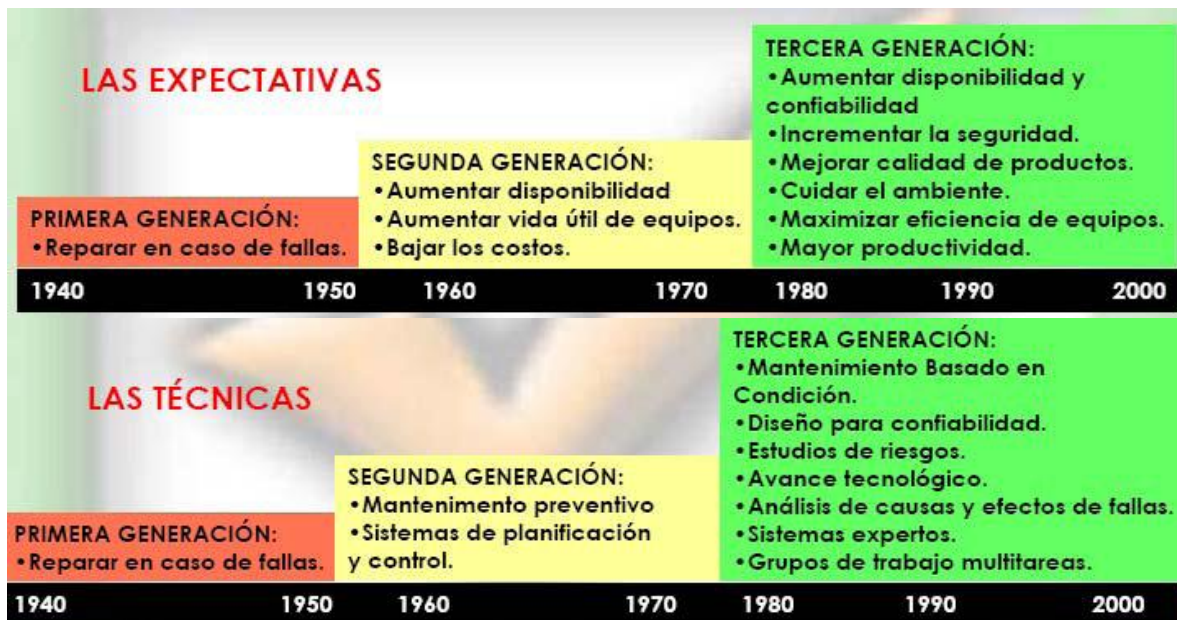 LAS EXPECTATIVAS
PRIMERA GENERACIÓN:
•Reparar en caso de fallas.
SEGUNDA GENERACIÓN:
•Aumentar disponibilidad
•Aumentar vida útil de equipos.
•Bajar los costos.
TERCERA GENERACIÓN:
•Aumentar disponibilidad y
confiabilidad
•Incrementar la seguridad.
•Mejorar calidad de productos.
•Cuidar el ambiente.
•Maximizar eficiencia de equipos.
•Mayor productividad.
1940 1950 1960 1970 1980 1990 2000
LAS TÉCNICAS
PRIMERA GENERACIÓN:
•Reparar en caso de fallas.
SEGUNDA GENERACIÓN:
•Mantenimento preventivo
•Sistemas de planificación
y control.
TERCERA GENERACIÓN:
•Mantenimiento Basado en
Condición.
•Diseño para confiabilidad.
•Estudios de riesgos.
•Avance tecnológico.
•Análisis de causas y efectos de fallas.
•Sistemas expertos.
•Grupos de trabajo multitareas.
1940 1950 1960 1970 1980 1990 2000